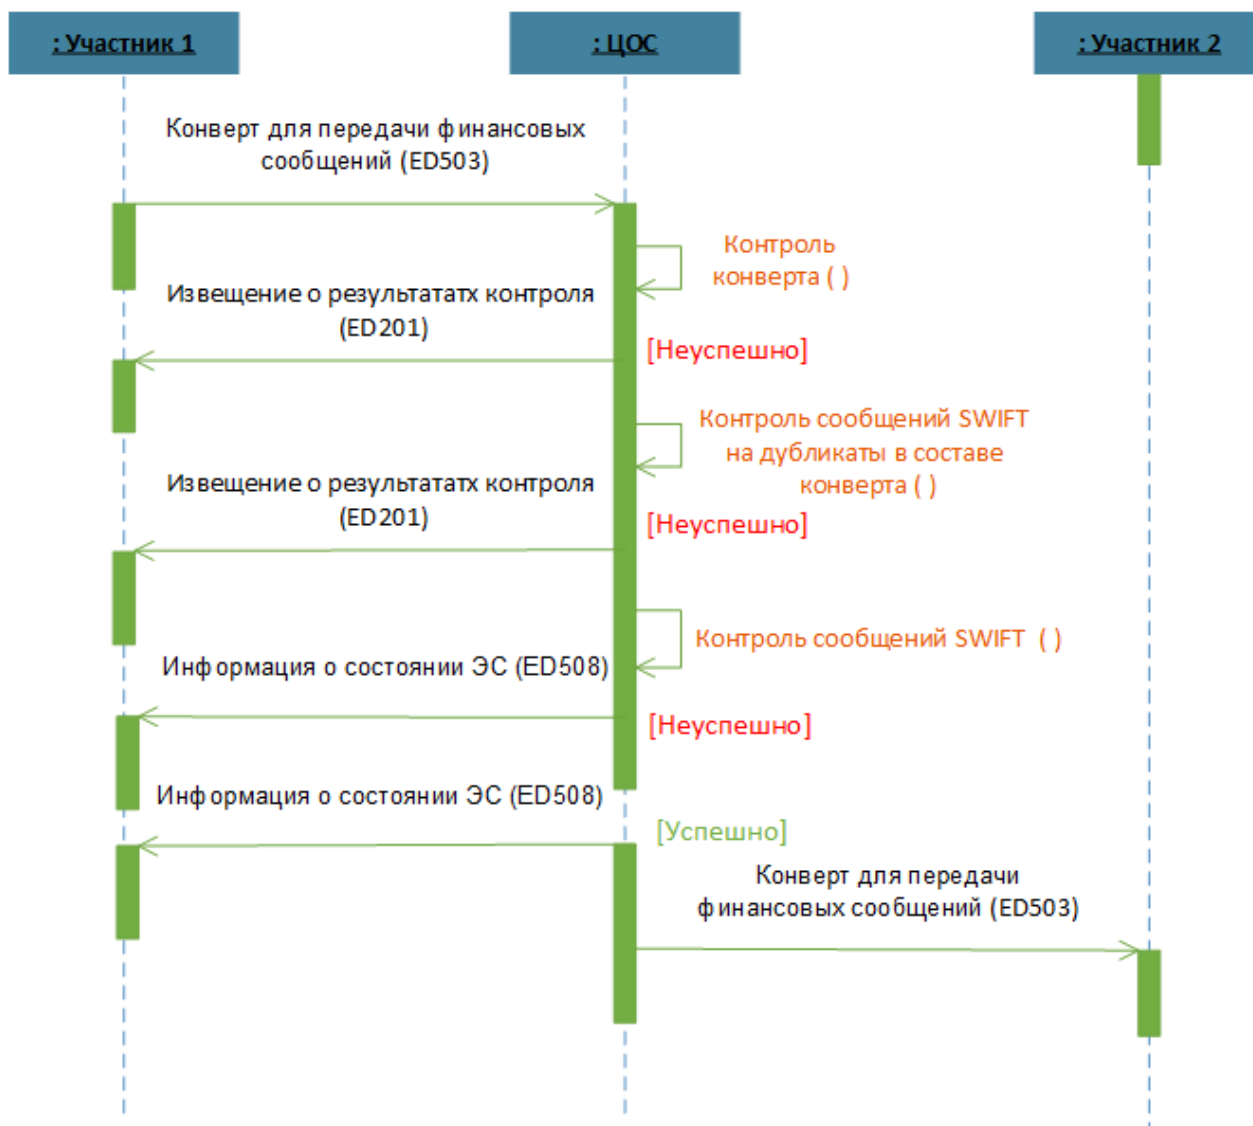 : Участник 1
: ЦОС
: Участник 2
Конверт для передачи финансовых
сообщений (ED503)
Контроль
конверта ( )
Извещение о результататх контроля
(ED201)
[Неуспешно]
Контроль сообщений SWIFT
на дубликаты в составе
конверта ( )
Извещение о результататх контроля
(ED201)
[Неуспешно]
Контроль сообщений SWIFT ( )
Информация о состоянии ЭС (ED508)
[Неуспешно]
Информация о состоянии ЭС (ED508)
[Успешно]
Конверт для передачи
финансовых сообщений (ED503)